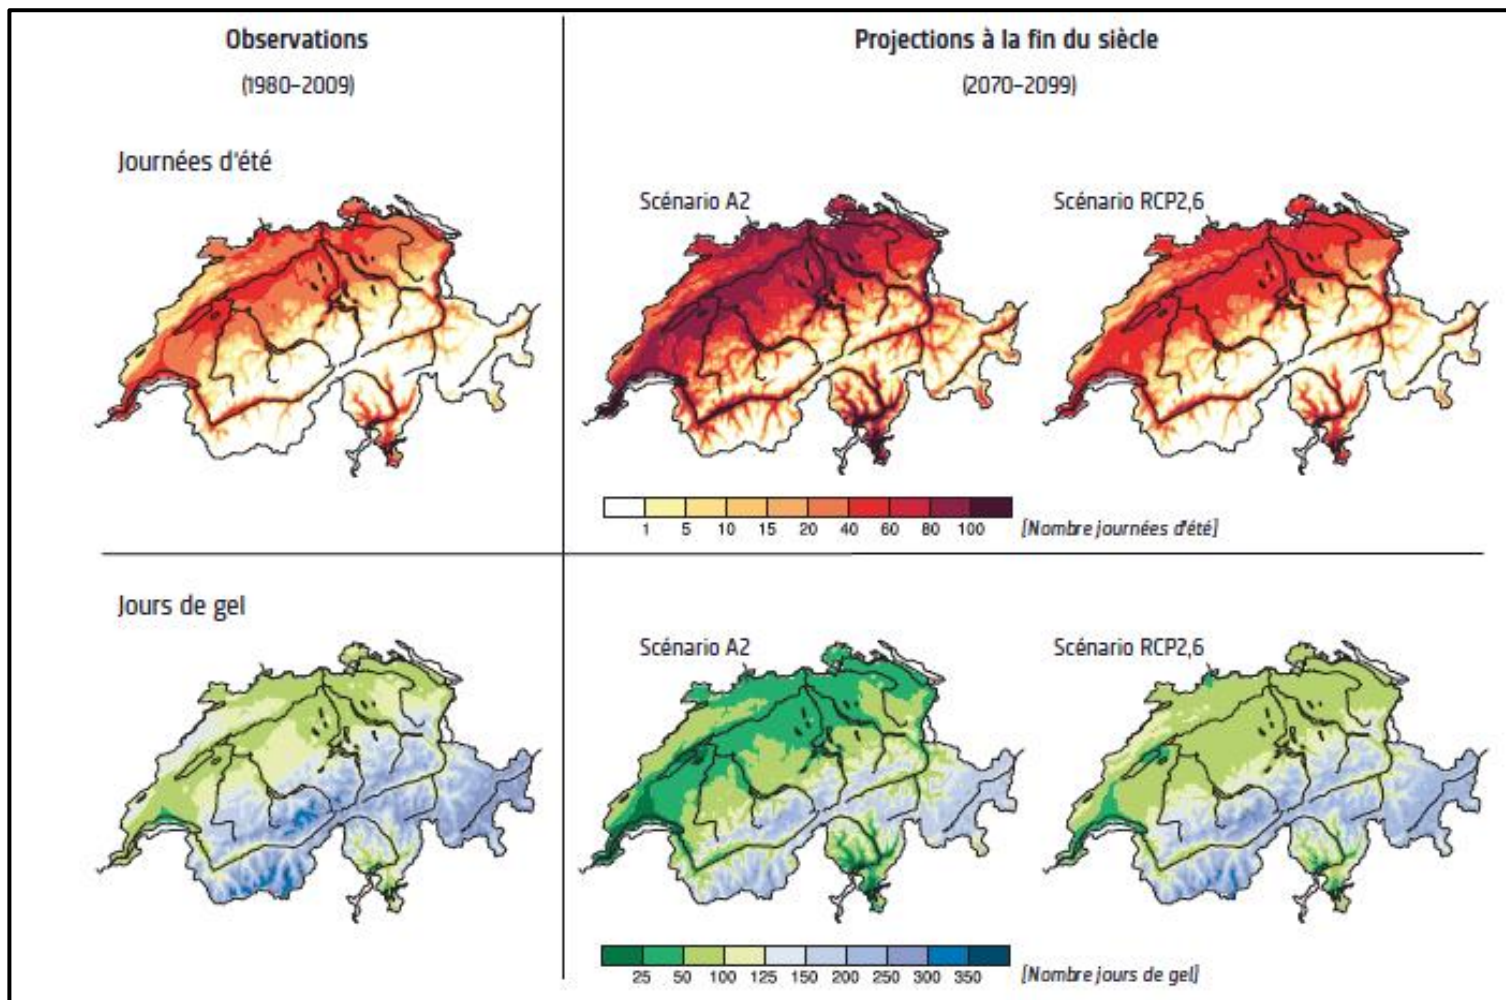 Observations
(1980–2009)
Projections à la fin du siècle
(2070–2099)
Journées d'été
Scénario A2
Scénario RCP2,6
1 5 10 15 20 40 60 80 100
[Nombre journées d'été]
Jours de gel
Scénario A2
Scénario RCP2,6
25 50 100 125 150 200 250 300 350
[Nombre jours de gel]